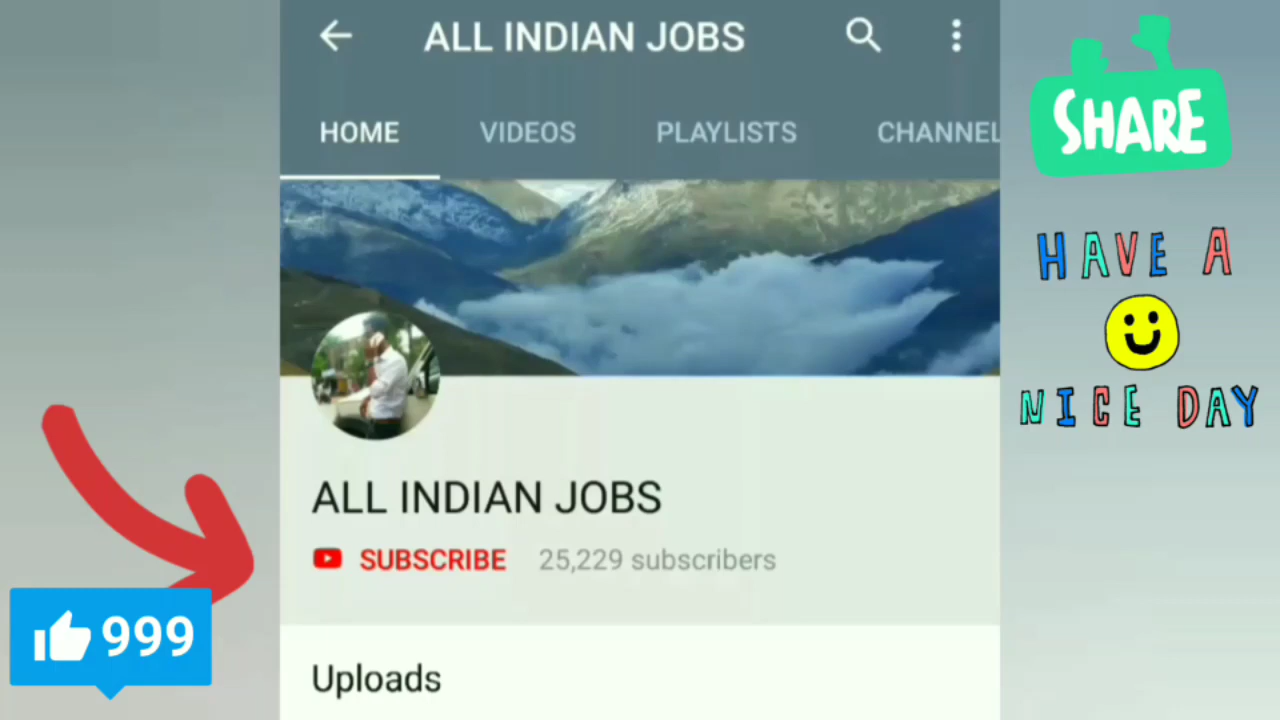 ALL INDIAN JOBS
HOME VIDEOS PLAYLISTS CHANNEL
SHARE
HAVE A
NICE DAY
ALL INDIAN JOBS
SUBSCRIBE 25,229 subscribers
999
Uploads